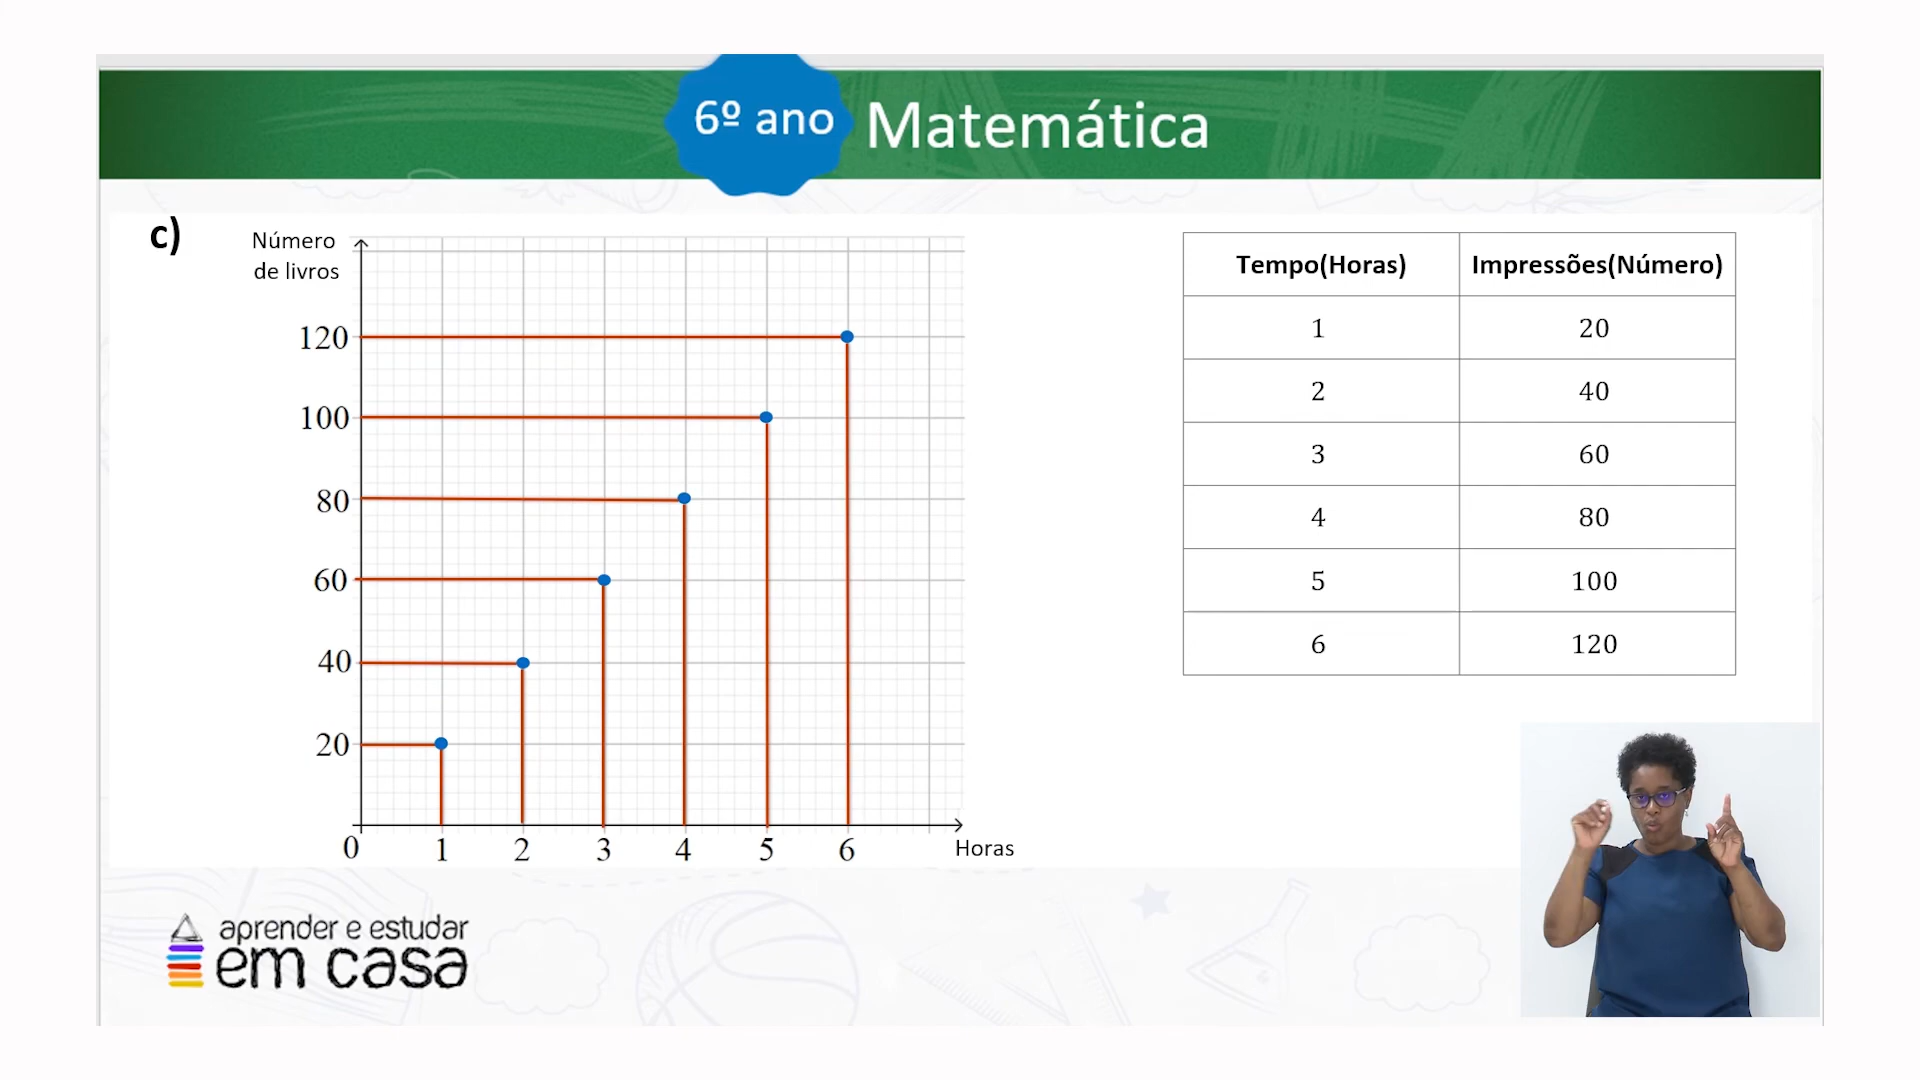 6º ano
Matemática
c)
Número
de livros
120
100
80
60
40
20
0 1 2 3 4 5 6 Horas
Tempo(Horas) Impressões(Número)
1 20
2 40
3 60
4 80
5 100
6 120
aprender e estudar
em casa